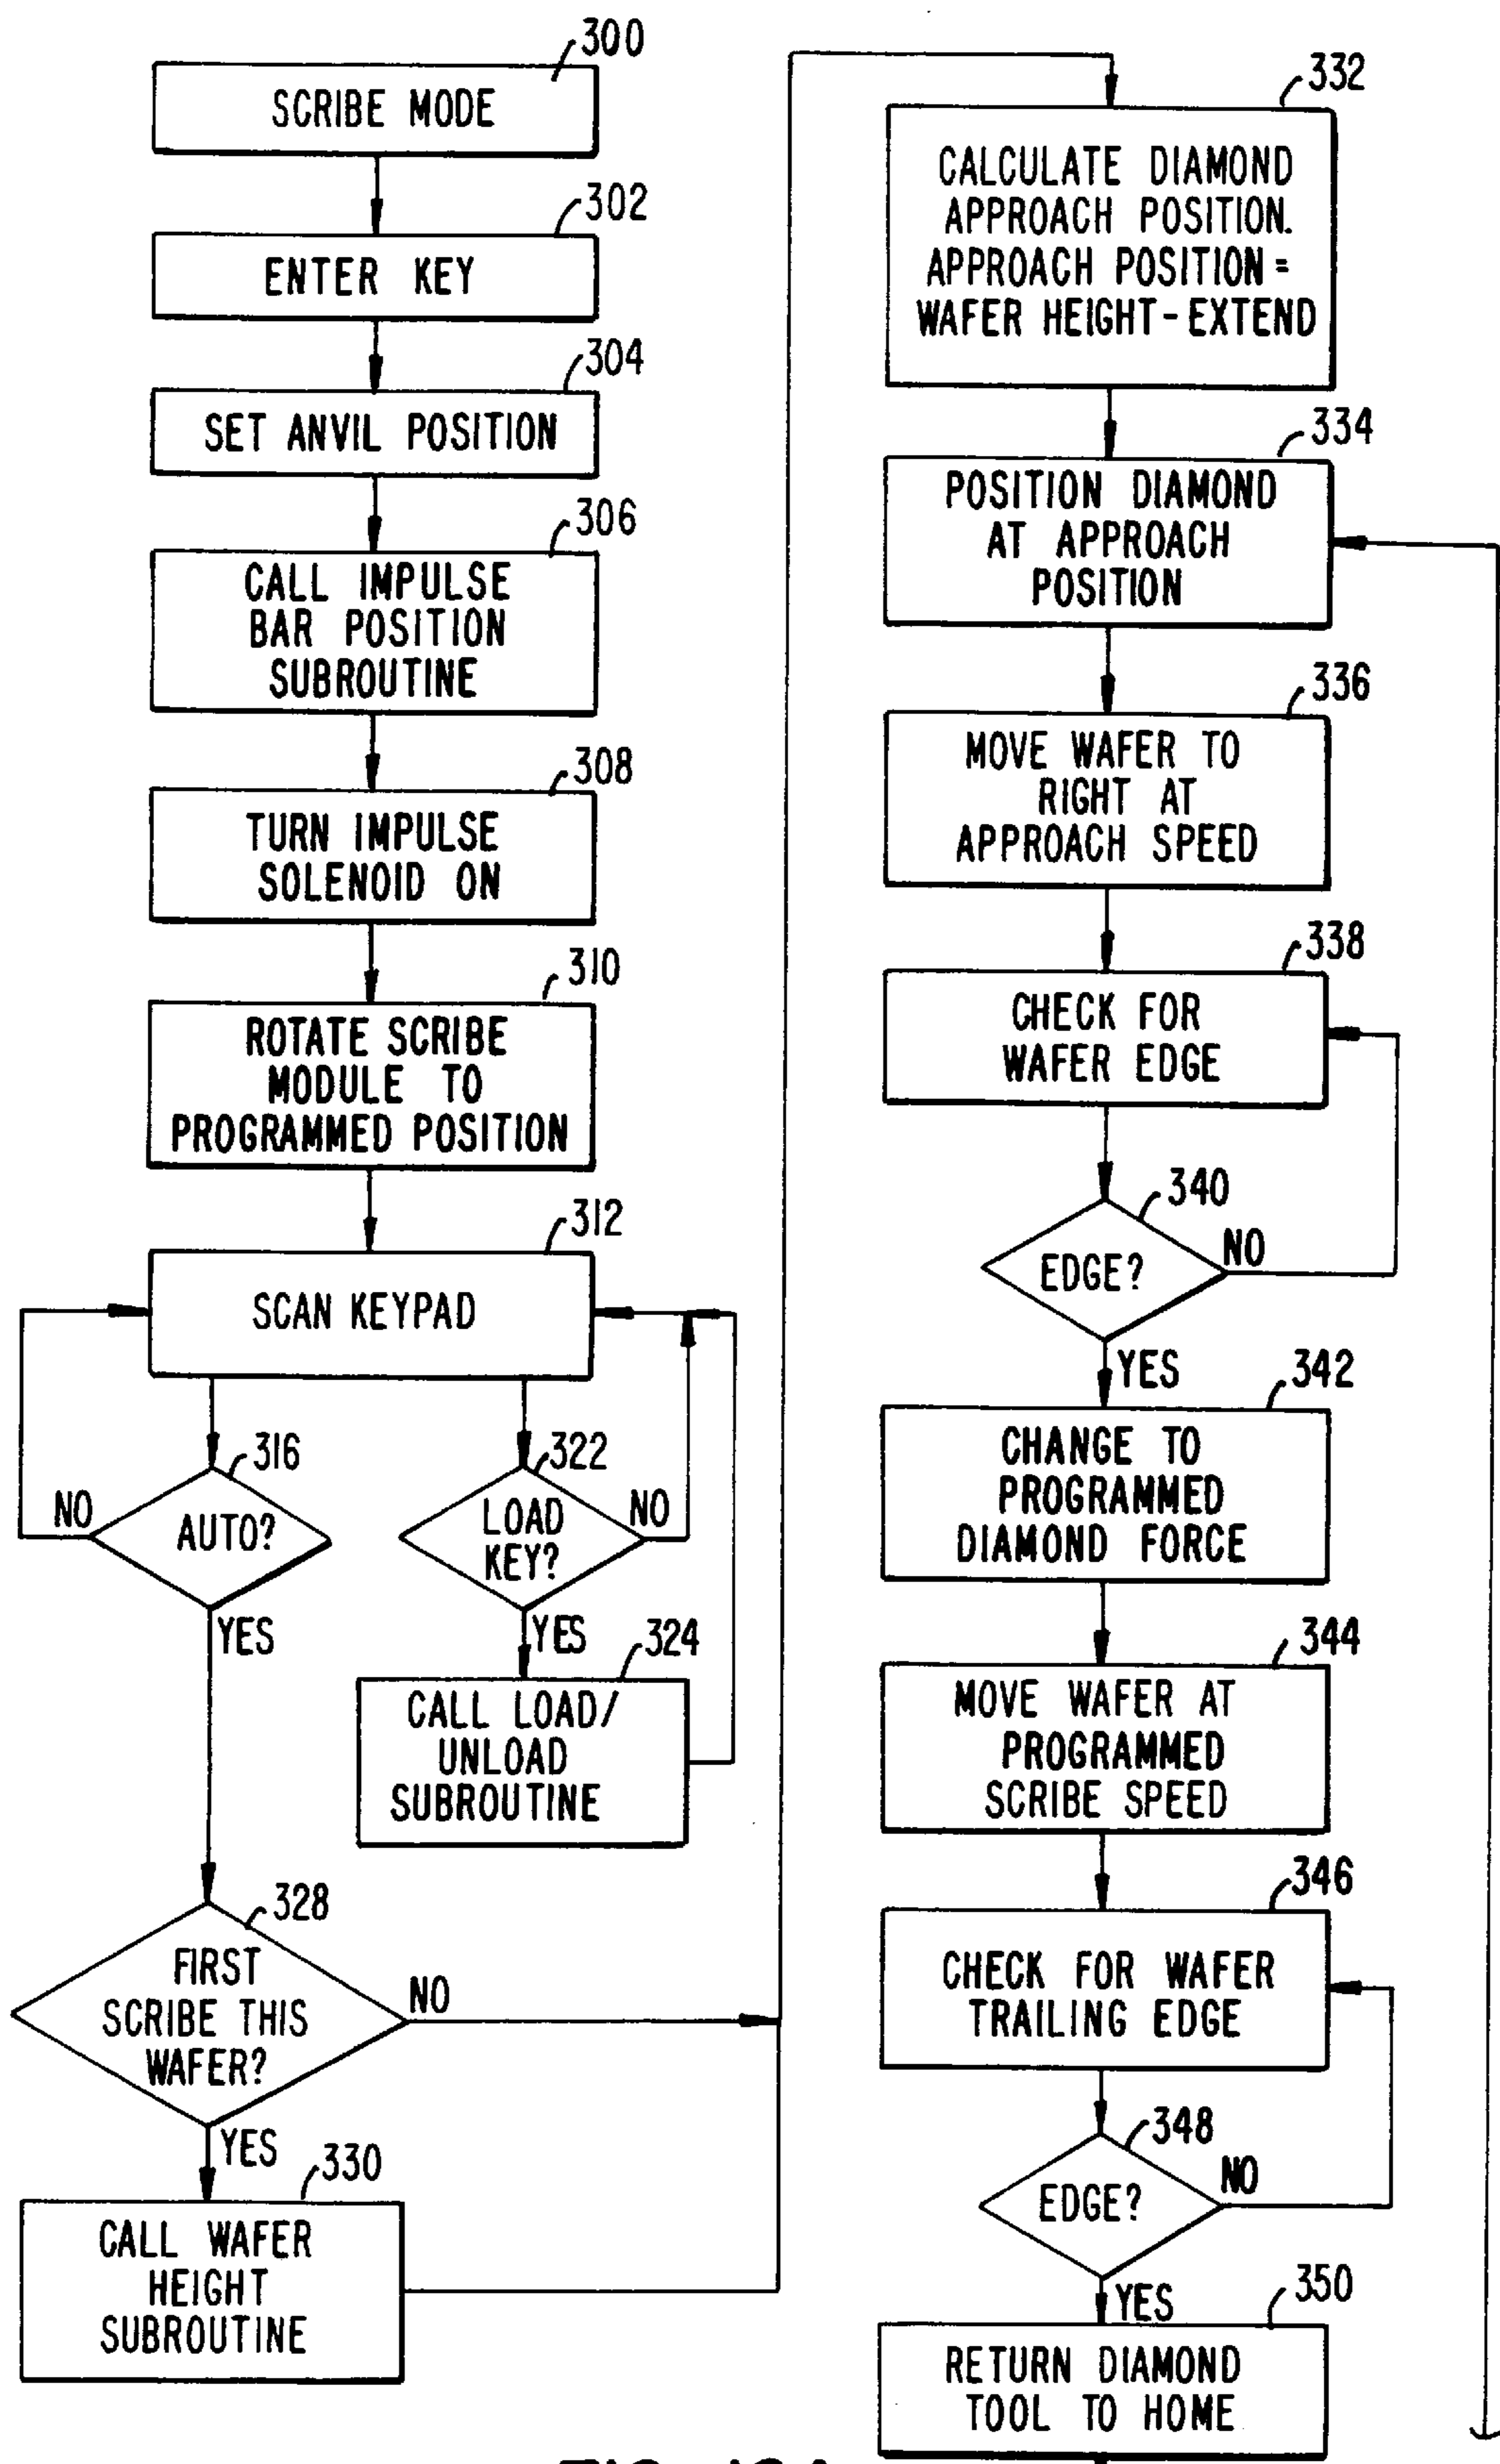 300
SCRIBE MODE
302
ENTER KEY
304
SET ANVIL POSITION
306
CALL IMPULSE
BAR POSITION
SUBROUTINE
308
TURN IMPULSE
SOLENOID ON
310
ROTATE SCRIBE
MODULE TO
PROGRAMMED POSITION
312
SCAN KEYPAD
316
AUTO?
NO
YES
322
LOAD
KEY?
NO
YES
324
CALL LOAD/
UNLOAD
SUBROUTINE
328
FIRST
SCRIBE THIS
WAFER?
NO
YES
330
CALL WAFER
HEIGHT
SUBROUTINE
332
CALCULATE DIAMOND
APPROACH POSITION.
APPROACH POSITION =
WAFER HEIGHT-EXTEND
334
POSITION DIAMOND
AT APPROACH
POSITION
336
MOVE WAFER TO
RIGHT AT
APPROACH SPEED
338
CHECK FOR
WAFER EDGE
340
EDGE?
NO
YES
342
CHANGE TO
PROGRAMMED
DIAMOND FORCE
344
MOVE WAFER AT
PROGRAMMED
SCRIBE SPEED
346
CHECK FOR WAFER
TRAILING EDGE
348
EDGE?
NO
YES
350
RETURN DIAMOND
TOOL TO HOME